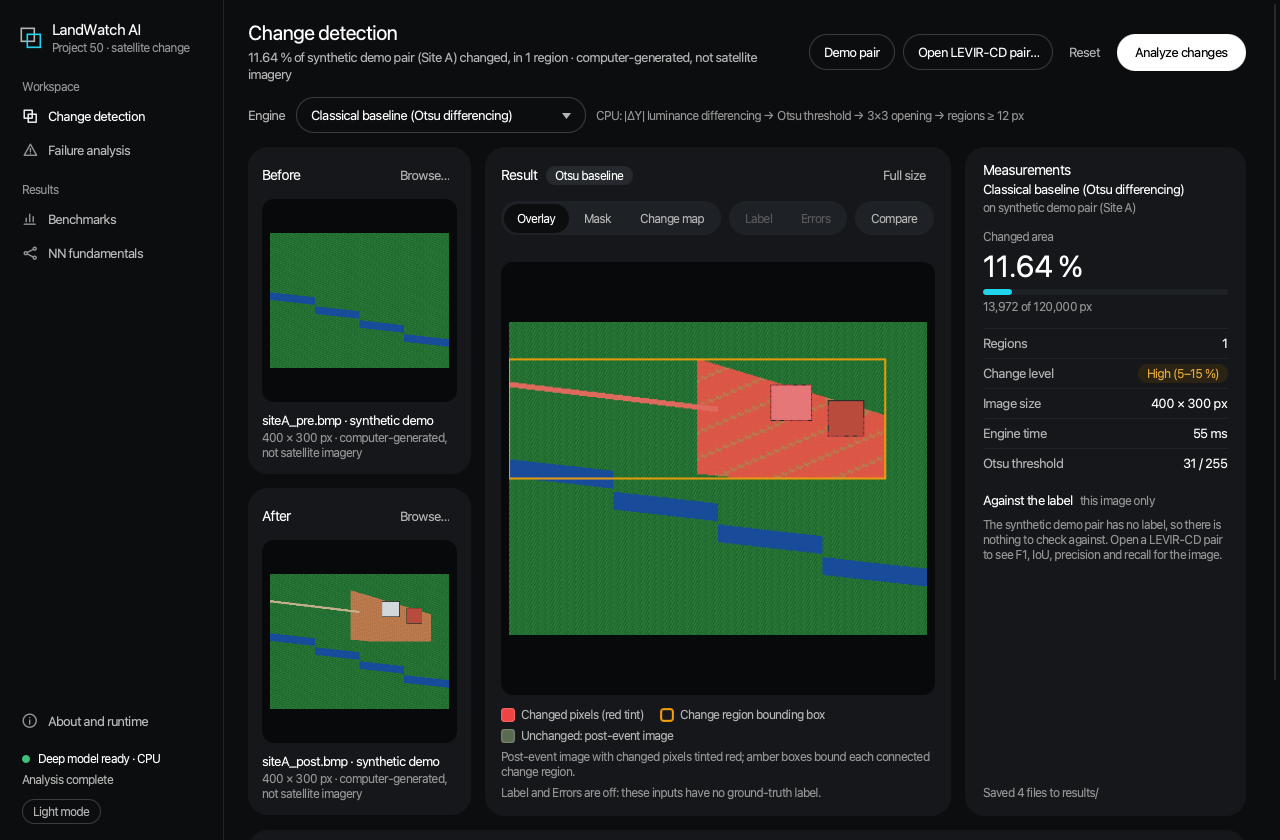 LandWatch AI
Project 50 · satellite change
Workspace
Change detection
Failure analysis
Results
Benchmarks
NN fundamentals
About and runtime
Deep model ready · CPU
Analysis complete
Light mode
Change detection
11.64 % of synthetic demo pair (Site A) changed, in 1 region · computer-generated, not satellite
imagery
Demo pair
Open LEVIR-CD pair...
Reset
Analyze changes
Engine
Classical baseline (Otsu differencing)
CPU: |ΔY| luminance differencing → Otsu threshold → 3×3 opening → regions ≥ 12 px
Before
Browse...
siteA_pre.bmp · synthetic demo
400 × 300 px · computer-generated,
not satellite imagery
After
Browse...
siteA_post.bmp · synthetic demo
400 × 300 px · computer-generated,
not satellite imagery
Result
Otsu baseline
Full size
Overlay
Mask
Change map
Label
Errors
Compare
Changed pixels (red tint)
Change region bounding box
Unchanged: post-event image
Post-event image with changed pixels tinted red; amber boxes bound each connected
change region.
Label and Errors are off: these inputs have no ground-truth label.
Measurements
Classical baseline (Otsu differencing)
on synthetic demo pair (Site A)
Changed area
11.64 %
13,972 of 120,000 px
Regions 1
Change level High (5–15 %)
Image size 400 × 300 px
Engine time 55 ms
Otsu threshold 31 / 255
Against the label this image only
The synthetic demo pair has no label, so there is
nothing to check against. Open a LEVIR-CD pair
to see F1, IoU, precision and recall for the image.
Saved 4 files to results/